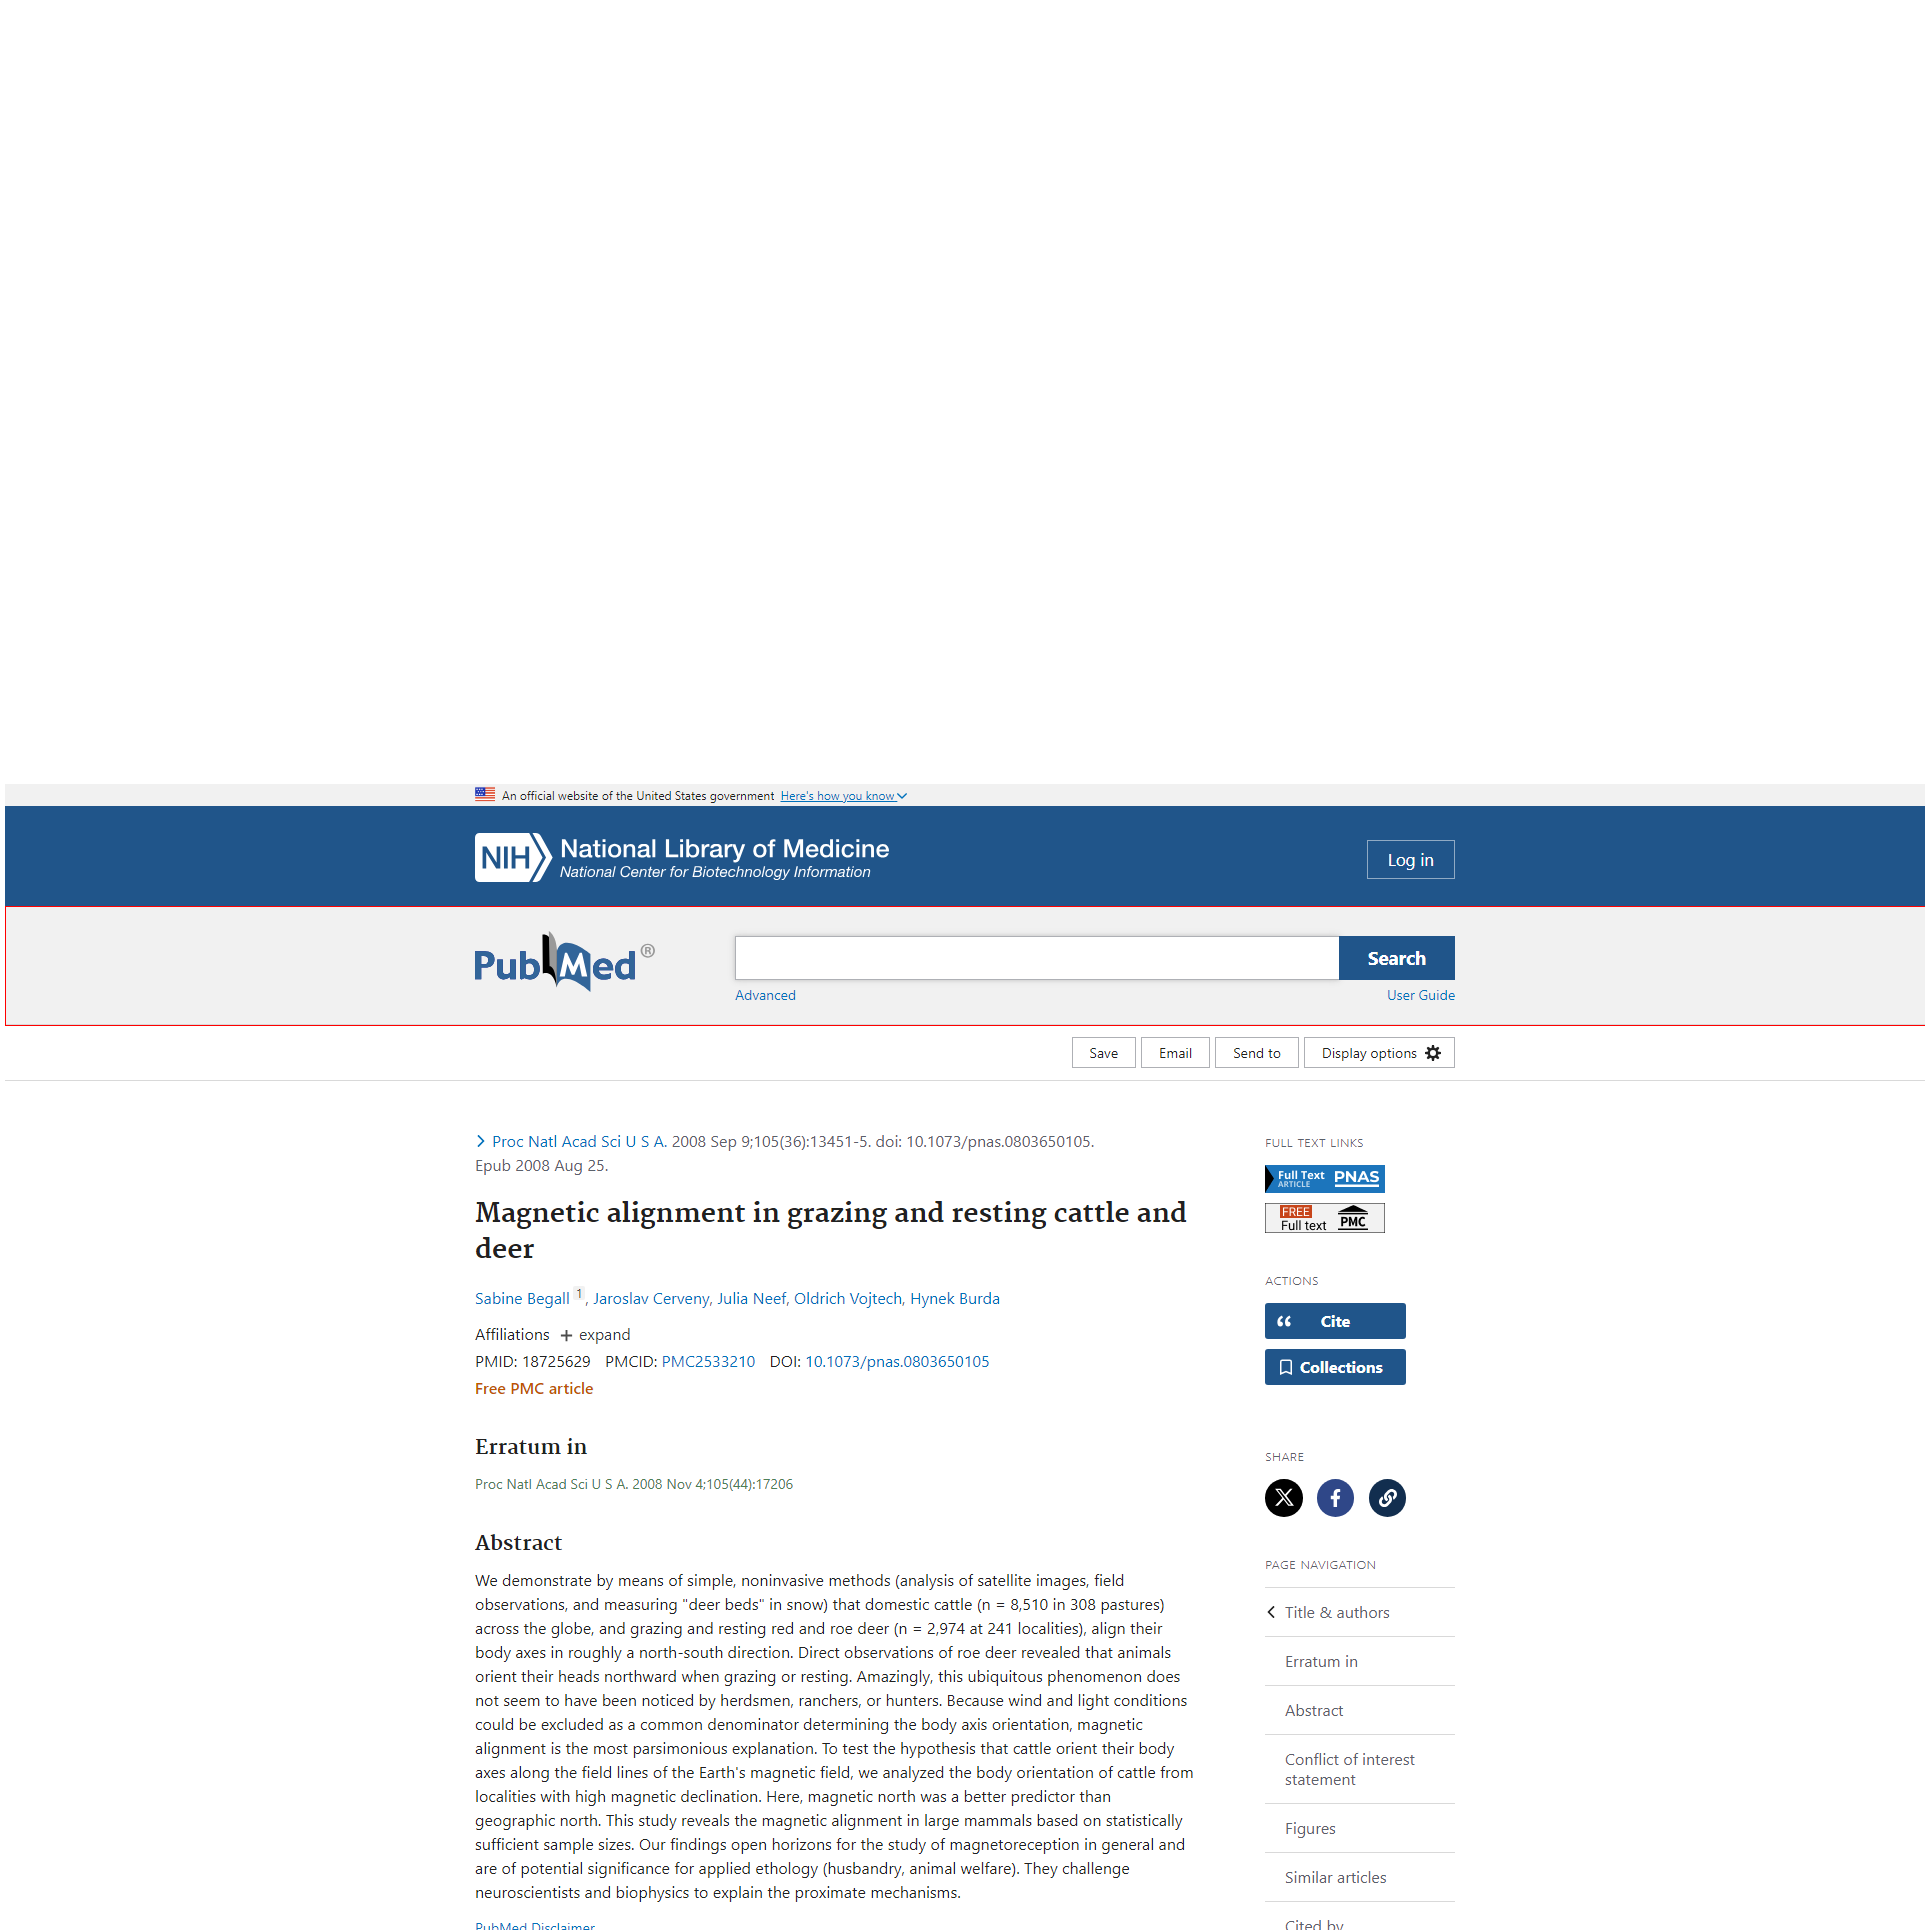 An official website of the United States government Here's how you know
NIH National Library of Medicine
National Center for Biotechnology Information
Log in
PubMed®
Search
Advanced
User Guide
Save
Email
Send to
Display options
Proc Natl Acad Sci U S A. 2008 Sep 9;105(36):13451-5. doi: 10.1073/pnas.0803650105.
Epub 2008 Aug 25.
Magnetic alignment in grazing and resting cattle and
deer
Sabine Begall 1, Jaroslav Cerveny, Julia Neef, Oldrich Vojtech, Hynek Burda
Affiliations + expand
PMID: 18725629 PMCID: PMC2533210 DOI: 10.1073/pnas.0803650105
Free PMC article
Erratum in
Proc Natl Acad Sci U S A. 2008 Nov 4;105(44):17206
Abstract
We demonstrate by means of simple, noninvasive methods (analysis of satellite images, field
observations, and measuring "deer beds" in snow) that domestic cattle (n = 8,510 in 308 pastures)
across the globe, and grazing and resting red and roe deer (n = 2,974 at 241 localities), align their
body axes in roughly a north-south direction. Direct observations of roe deer revealed that animals
orient their heads northward when grazing or resting. Amazingly, this ubiquitous phenomenon does
not seem to have been noticed by herdsmen, ranchers, or hunters. Because wind and light conditions
could be excluded as a common denominator determining the body axis orientation, magnetic
alignment is the most parsimonious explanation. To test the hypothesis that cattle orient their body
axes along the field lines of the Earth's magnetic field, we analyzed the body orientation of cattle from
localities with high magnetic declination. Here, magnetic north was a better predictor than
geographic north. This study reveals the magnetic alignment in large mammals based on statistically
sufficient sample sizes. Our findings open horizons for the study of magnetoreception in general and
are of potential significance for applied ethology (husbandry, animal welfare). They challenge
neuroscientists and biophysics to explain the proximate mechanisms.
PubMed Disclaimer
FULL TEXT LINKS
Full Text
ARTICLE
PNAS
FREE
Full text
PMC
ACTIONS
Cite
Collections
SHARE
PAGE NAVIGATION
Title & authors
Erratum in
Abstract
Conflict of interest
statement
Figures
Similar articles
Cited by